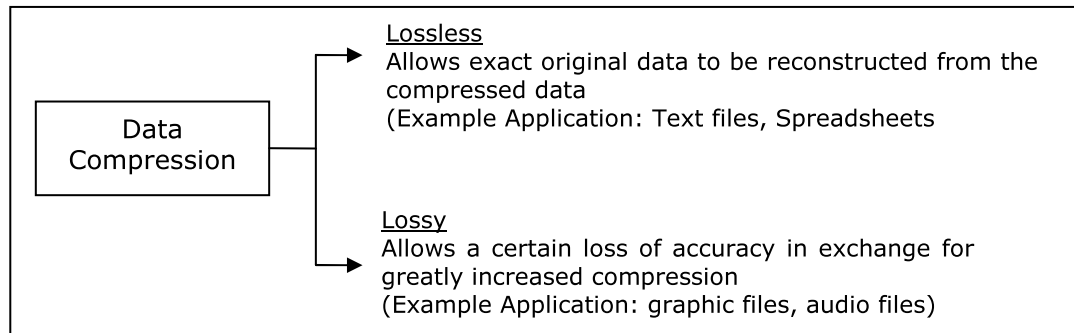 Data
Compression
Lossless
Allows exact original data to be reconstructed from the
compressed data
(Example Application: Text files, Spreadsheets
Lossy
Allows a certain loss of accuracy in exchange for
greatly increased compression
(Example Application: graphic files, audio files)